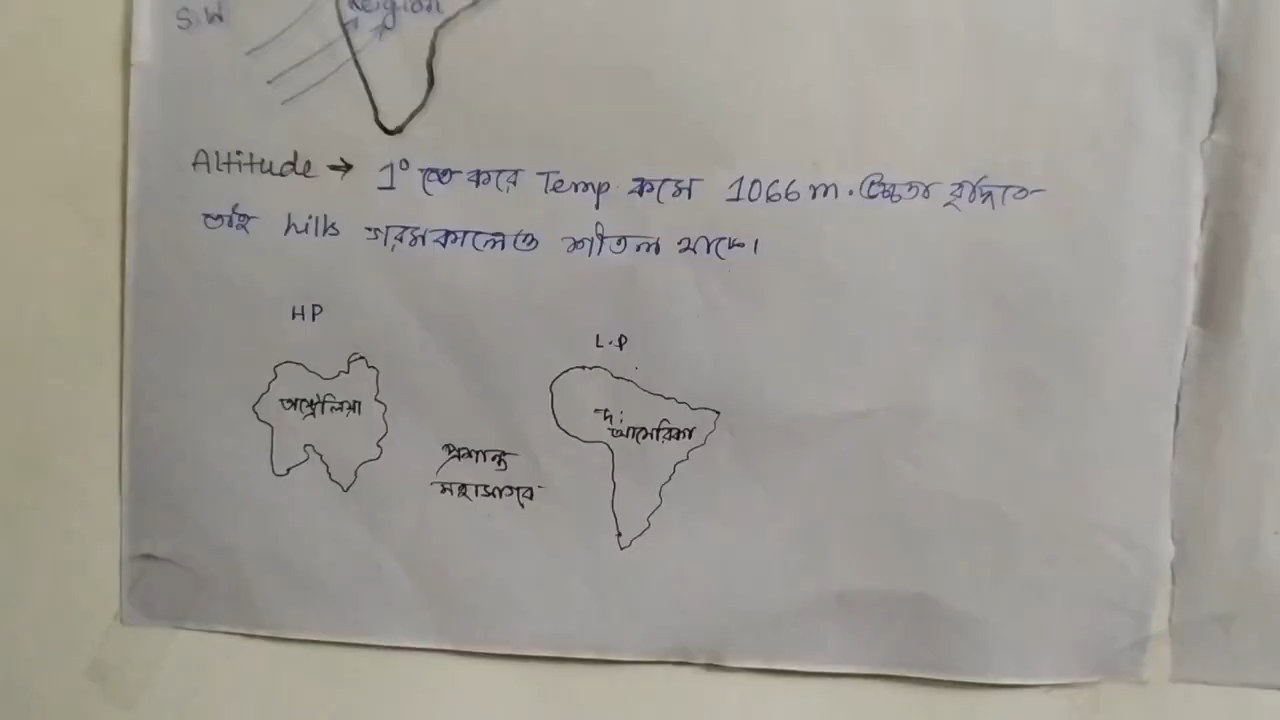 S.W
Region
Altitude → 1° সে করে Temp. কমে 1066 m. উচ্চতা বৃদ্ধিতে
তাই hills গরমকালেও শীতল থাকে।
HP
L.P
অস্ট্রেলিয়া
দ:
আমেরিকা
প্রশান্ত
মহাসাগর